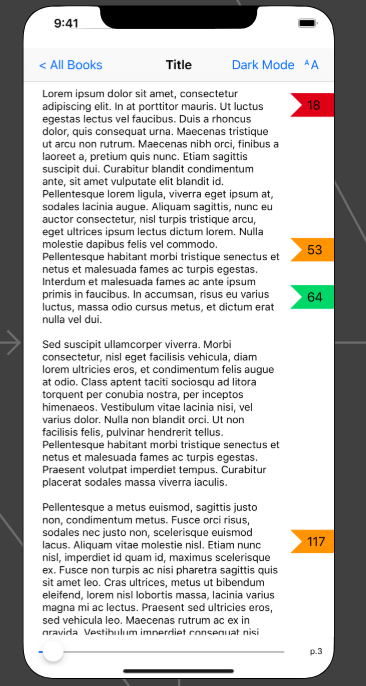 9:41
< All Books Title Dark Mode AA
Lorem ipsum dolor sit amet, consectetur
adipiscing elit. In at porttitor mauris. Ut luctus
egestas lectus vel faucibus. Duis a rhoncus
dolor, quis consequat urna. Maecenas tristique
ut arcu non rutrum. Maecenas nibh orci, finibus a
laoreet a, pretium quis nunc. Etiam sagittis
suscipit dui. Curabitur blandit condimentum
ante, sit amet vulputate elit blandit id.
Pellentesque lorem ligula, viverra eget ipsum at,
sodales lacinia augue. Aliquam sagittis, nunc eu
auctor consectetur, nisl turpis tristique arcu,
eget ultrices ipsum lectus dictum lorem. Nulla
molestie dapibus felis vel commodo.
Pellentesque habitant morbi tristique senectus et
netus et malesuada fames ac turpis egestas.
Interdum et malesuada fames ac ante ipsum
primis in faucibus. In accumsan, risus eu varius
luctus, massa odio cursus metus, et dictum erat
nulla vel dui.
Sed suscipit ullamcorper viverra. Morbi
consectetur, nisl eget facilisis vehicula, diam
lorem ultricies eros, et condimentum felis augue
at odio. Class aptent taciti sociosqu ad litora
torquent per conubia nostra, per inceptos
himenaeos. Vestibulum vitae lacinia nisi, vel
varius dolor. Nulla non blandit orci. Ut non
facilisis felis, pulvinar hendrerit tellus.
Pellentesque habitant morbi tristique senectus et
netus et malesuada fames ac turpis egestas.
Praesent volutpat imperdiet tempus. Curabitur
placerat sodales massa viverra iaculis.
Pellentesque a metus euismod, sagittis justo
non, condimentum metus. Fusce orci risus,
sodales nec justo non, scelerisque euismod
lacus. Aliquam vitae molestie nisl. Etiam nunc
nisl, imperdiet id quam id, maximus scelerisque
ex. Fusce non turpis ac nisi pharetra sagittis quis
sit amet leo. Cras ultrices, metus ut bibendum
eleifend, lorem nisl lobortis massa, lacinia varius
magna mi ac lectus. Praesent sed ultricies eros,
sed vehicula leo. Maecenas rutrum ac ex in
gravida. Vestibulum imperdiet consequat nisi
18
53
64
117
p.3